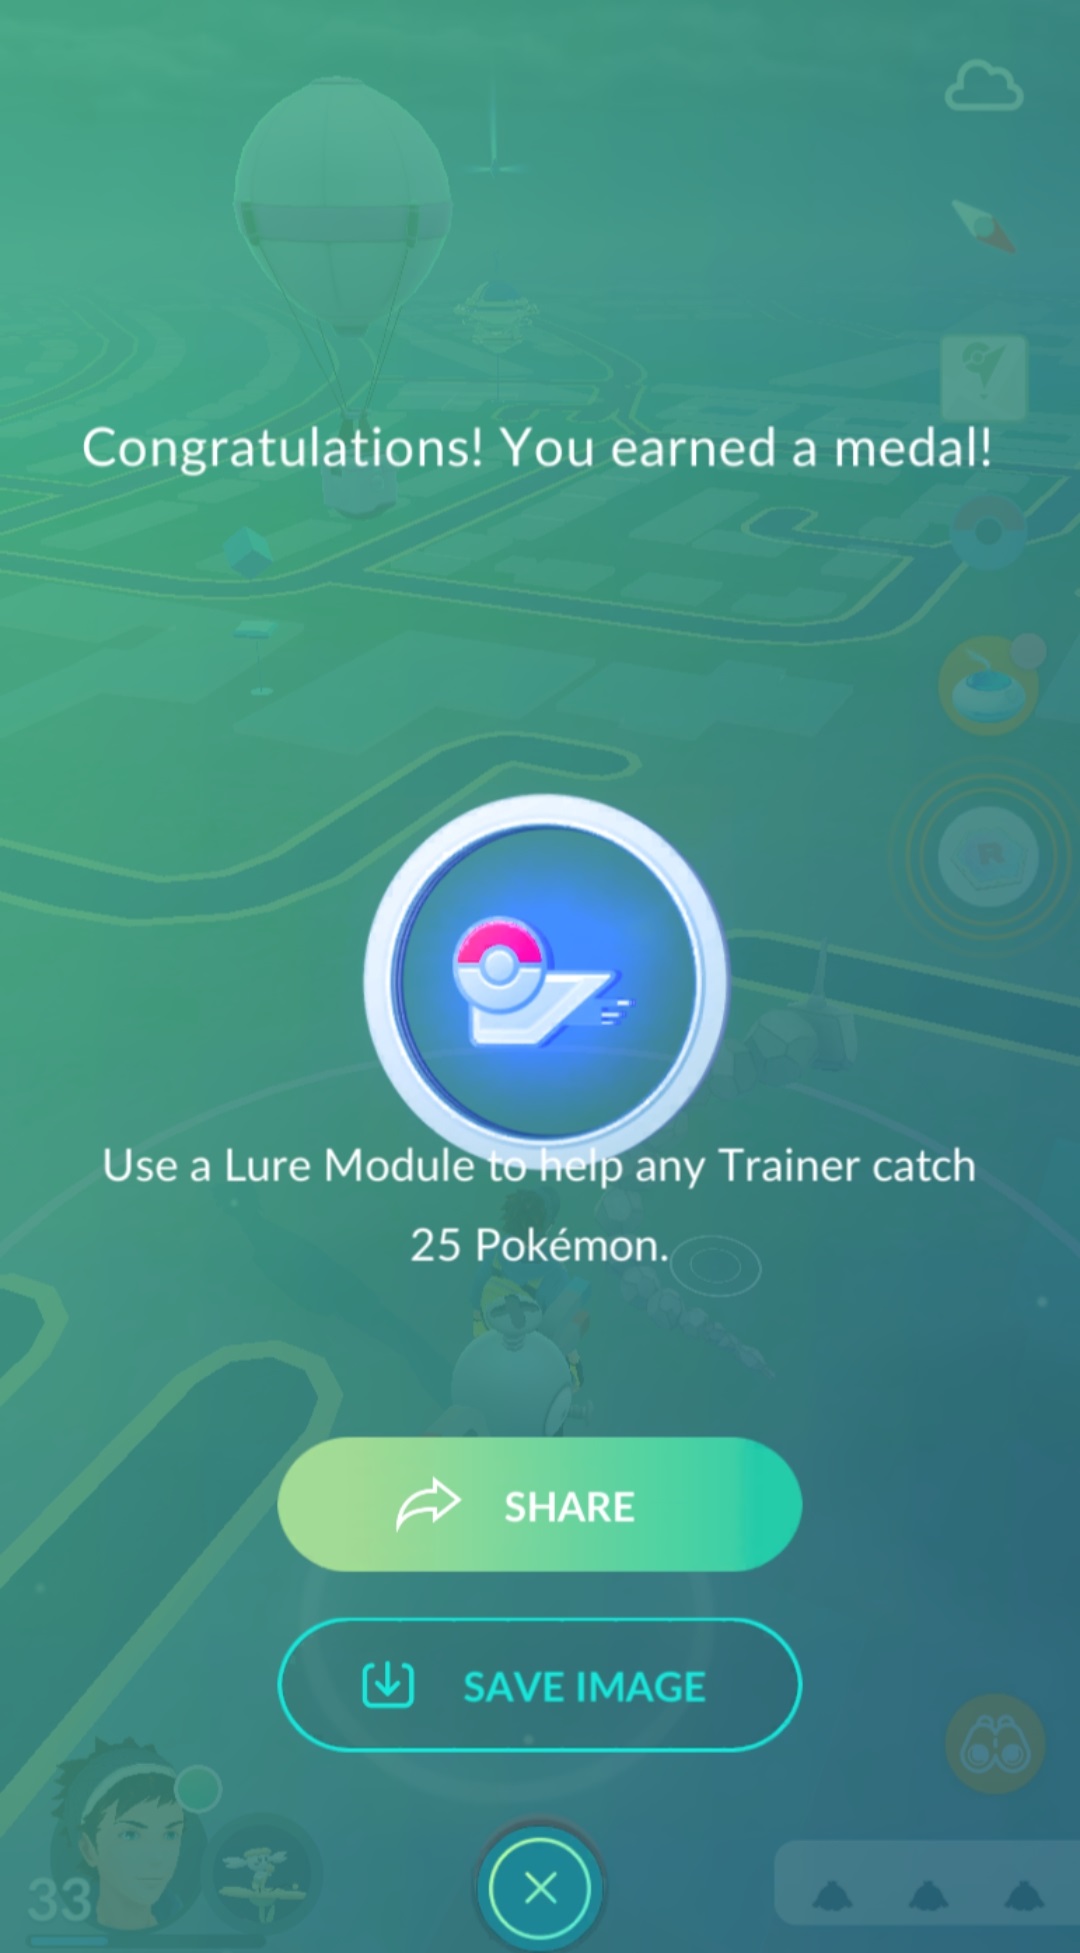 Congratulations! You earned a medal!
R
Use a Lure Module to help any Trainer catch
25 Pokémon.
SHARE
SAVE IMAGE
33